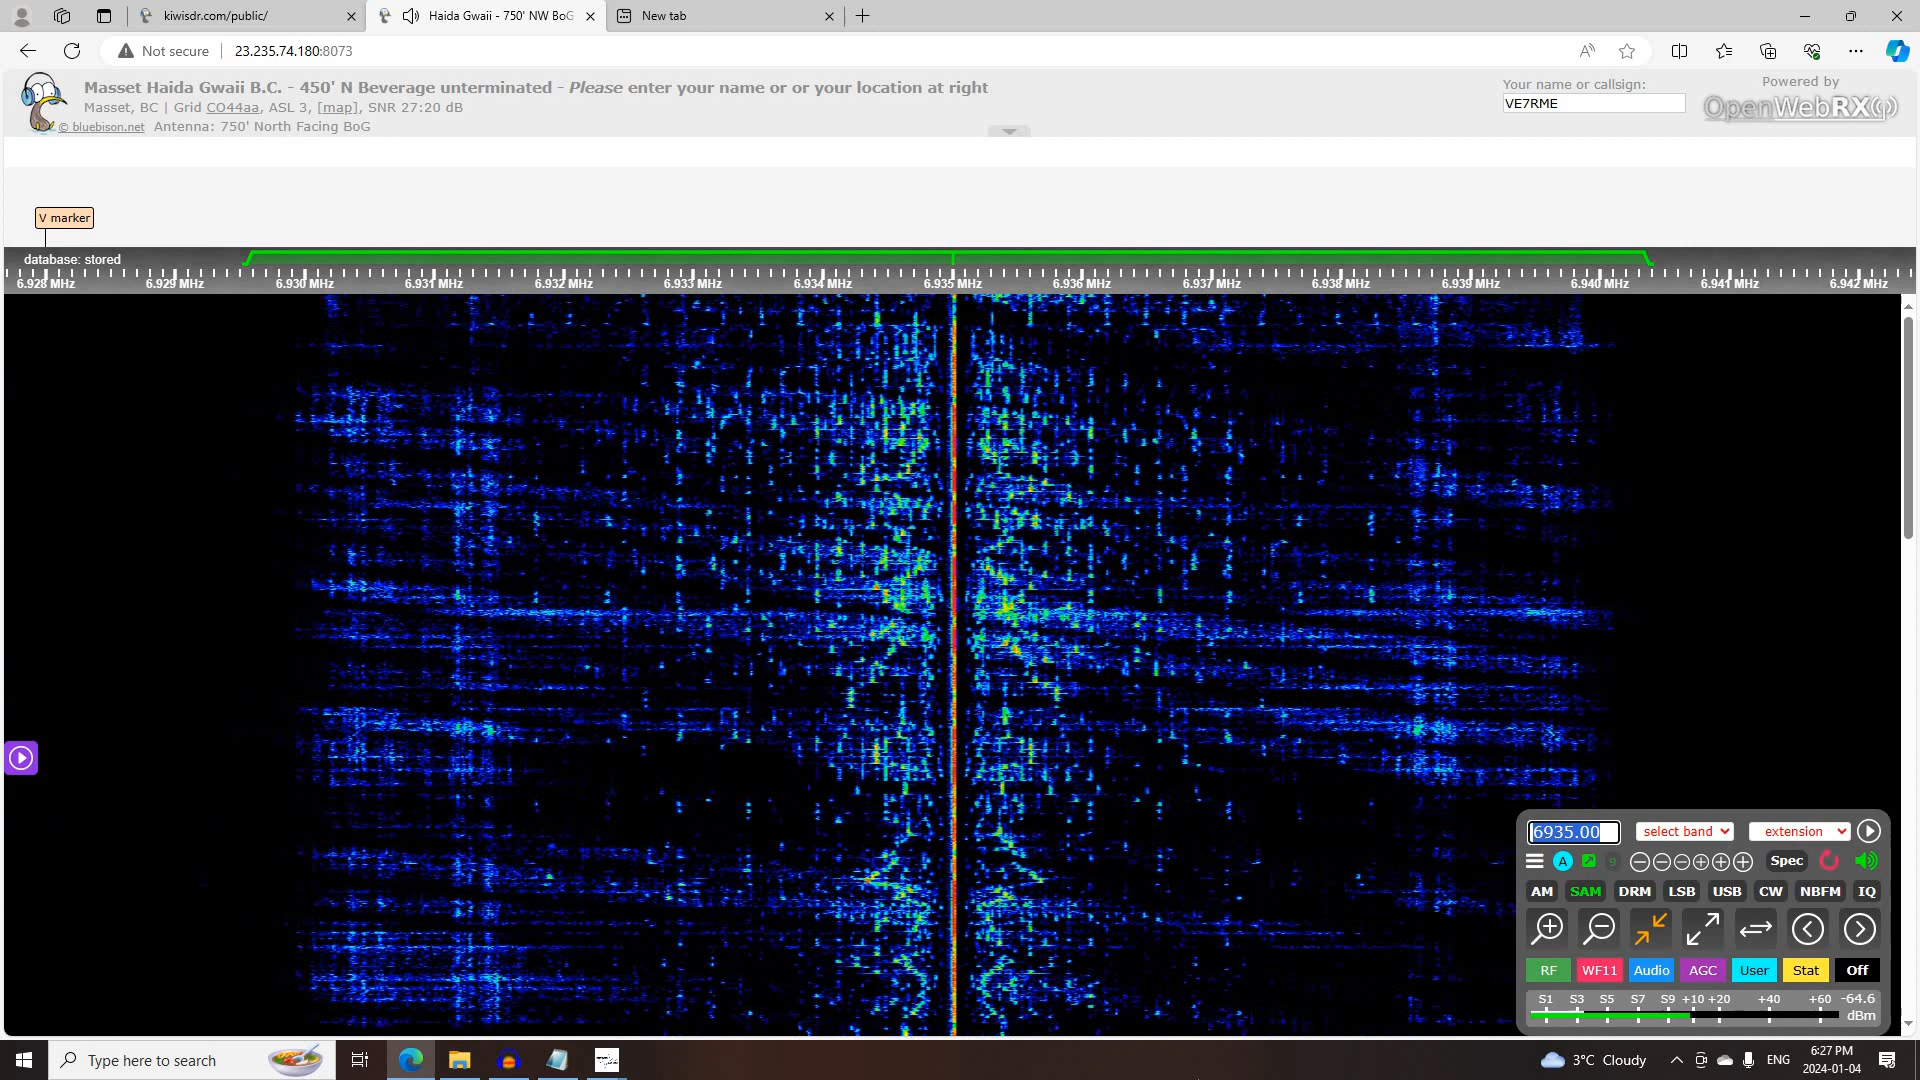 kiwisdr.com/public/
Haida Gwaii - 750' NW BoG
New tab
Not secure
23.235.74.180:8073
Masset Haida Gwaii B.C. - 450' N Beverage unterminated - Please enter your name or or your location at right
Masset, BC | Grid CO44aa, ASL 3, [map], SNR 27:20 dB
© bluebison.net Antenna: 750' North Facing BoG
Your name or callsign:
VE7RME
Powered by
OpenWebRX
V marker
database: stored
6.928 MHz 6.929 MHz 6.930 MHz 6.931 MHz 6.932 MHz 6.933 MHz 6.934 MHz 6.935 MHz 6.936 MHz 6.937 MHz 6.938 MHz 6.939 MHz 6.940 MHz 6.941 MHz 6.942 MHz
6935.00 select band extension
A 9 Spec
AM SAM DRM LSB USB CW NBFM IQ
RF WF11 Audio AGC User Stat Off
S1 S3 S5 S7 S9 +10 +20 +40 +60 -64.6
dBm
Type here to search
3°C Cloudy
ENG
6:27 PM
2024-01-04